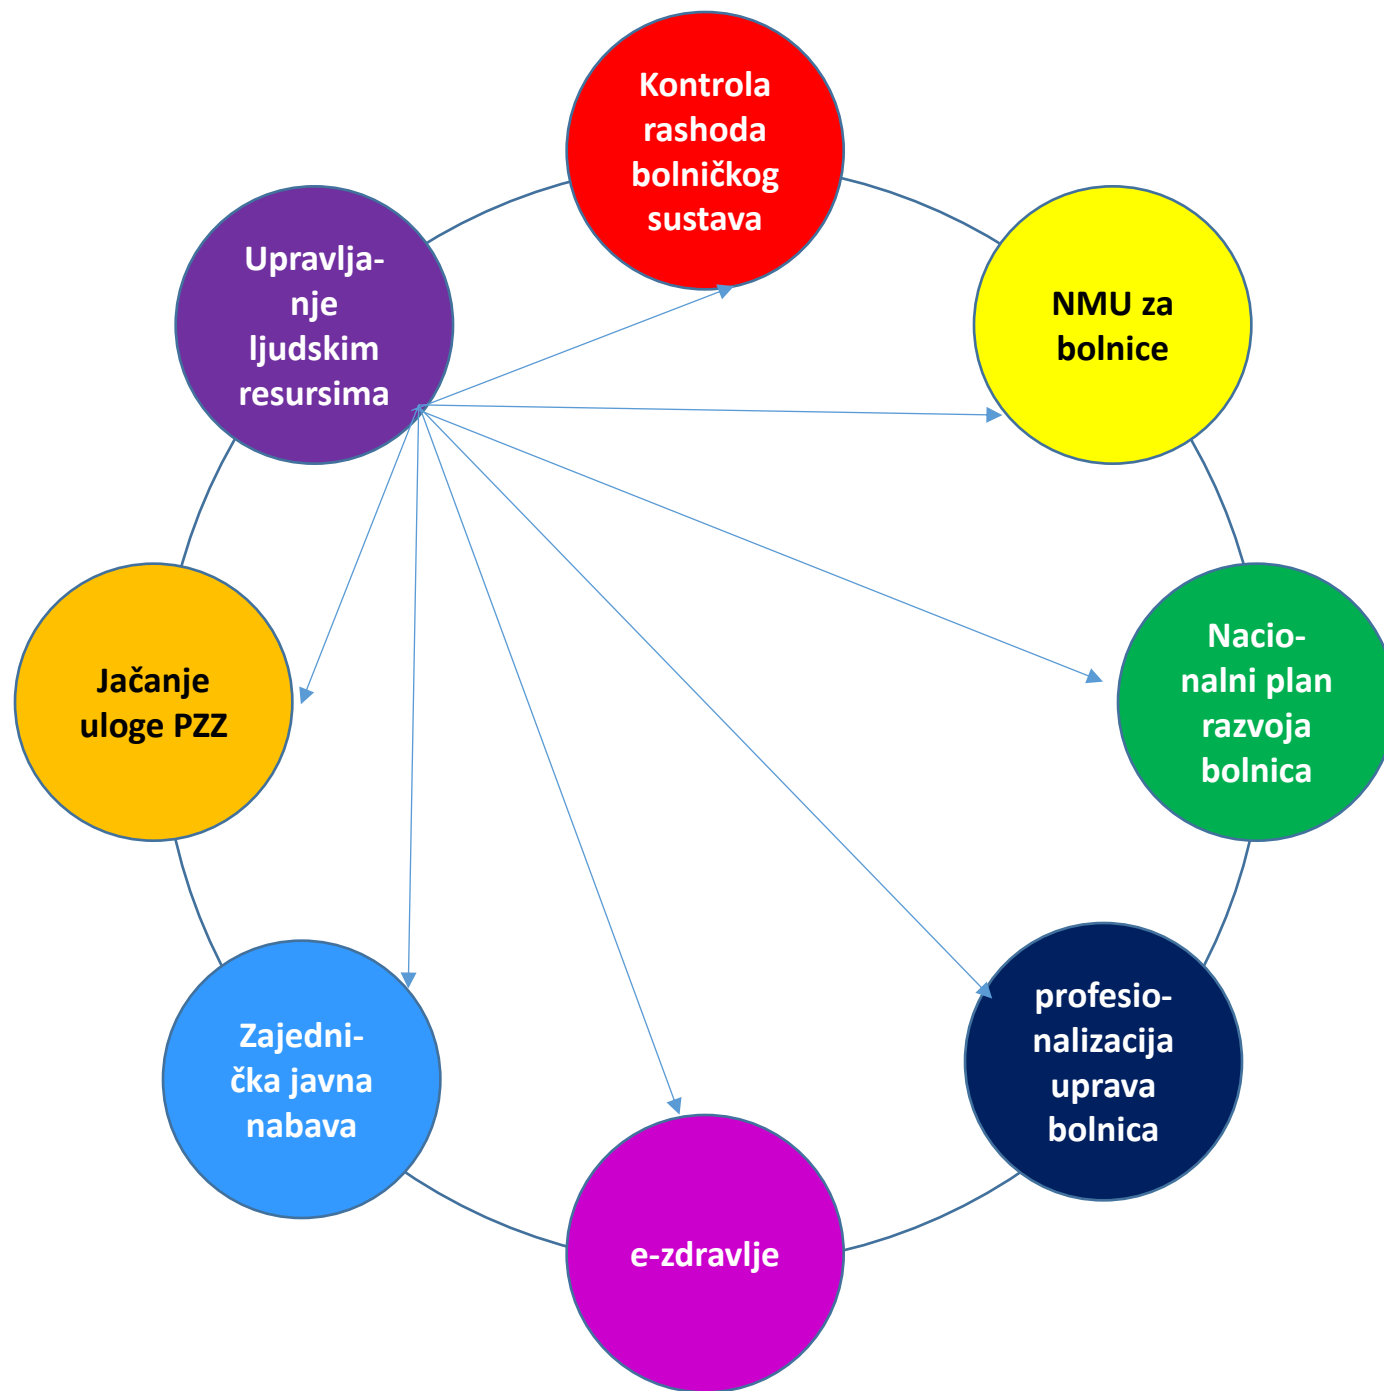 Kontrola
rashoda
bolničkog
sustava
NMU za
bolnice
Nacio-
nalni plan
razvoja
bolnica
profesio-
nalizacija
uprava
bolnica
e-zdravlje
Zajedni-
čka javna
nabava
Jačanje
uloge PZZ
Upravlja-
nje
ljudskim
resursima